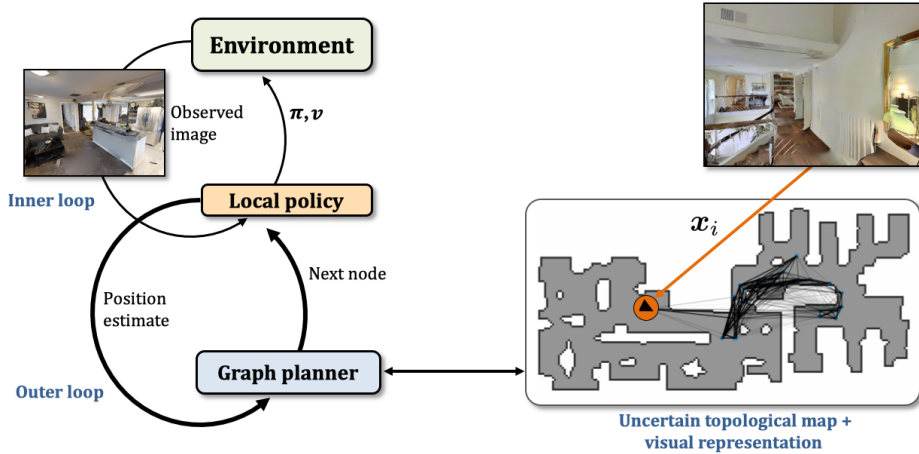 Environment
Observed
image
π, v
Inner loop
Local policy
x_i
Next node
Position
estimate
Graph planner
Outer loop
Uncertain topological map +
visual representation